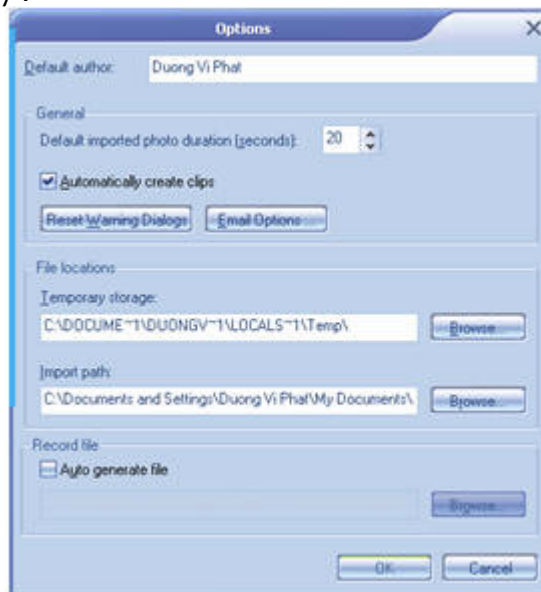 Options
Default author: Duong Vi Phat
General
Default imported photo duration (seconds): 20
Automatically create clips
Reset Warning Dialogs Email Options...
File locations
Temporary storage:
C:\DOCUME~1\DUONGV~1\LOCALS~1\Temp\ Browse...
Import path:
C:\Documents and Settings\Duong Vi Phat\My Documents\ Browse...
Record file
Auto generate file
Browse...
OK Cancel